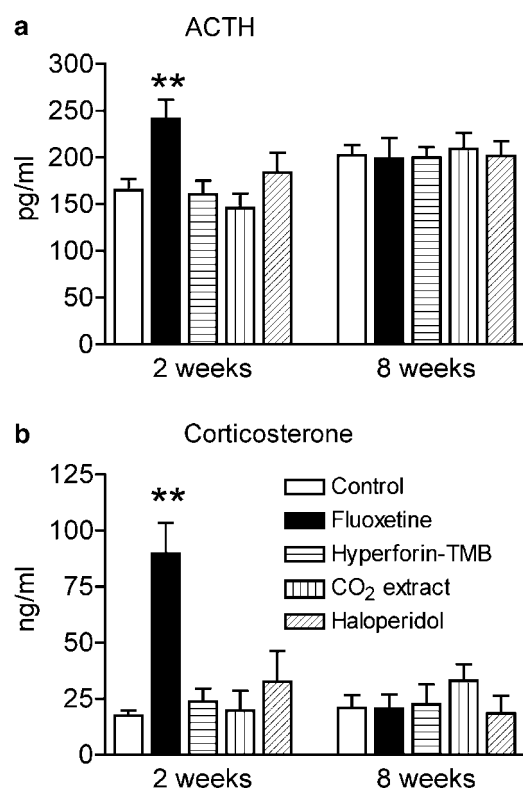 a ACTH
300
250
200
150
100
50
0
pg/ml
**
2 weeks 8 weeks
b Corticosterone
125
100
75
50
25
0
ng/ml
**
Control
Fluoxetine
Hyperforin-TMB
CO₂ extract
Haloperidol
2 weeks 8 weeks